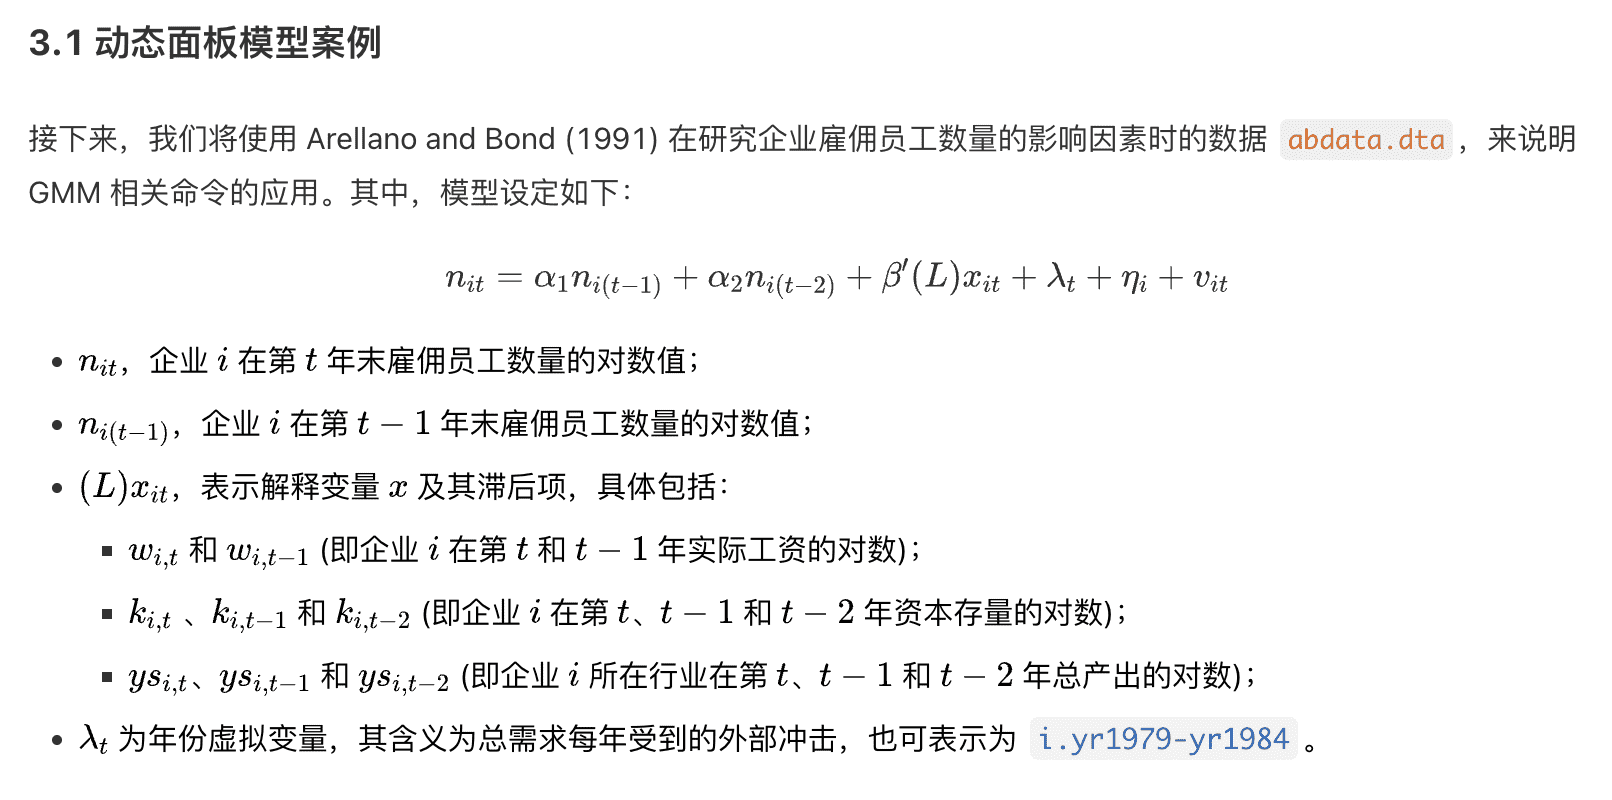 3.1 动态面板模型案例
接下来，我们将使用 Arellano and Bond (1991) 在研究企业雇佣员工数量的影响因素时的数据 abdata.dta ，来说明
GMM 相关命令的应用。其中，模型设定如下：
n_{it} = α_1 n_{i(t−1)} + α_2 n_{i(t−2)} + β′(L)x_{it} + λ_t + η_i + v_{it}
• n_{it}，企业 i 在第 t 年末雇佣员工数量的对数值；
• n_{i(t−1)}，企业 i 在第 t − 1 年末雇佣员工数量的对数值；
• (L)x_{it}，表示解释变量 x 及其滞后项，具体包括：
▪ w_{i,t} 和 w_{i,t−1} (即企业 i 在第 t 和 t − 1 年实际工资的对数)；
▪ k_{i,t} 、k_{i,t−1} 和 k_{i,t−2} (即企业 i 在第 t、t − 1 和 t − 2 年资本存量的对数)；
▪ ys_{i,t}、ys_{i,t−1} 和 ys_{i,t−2} (即企业 i 所在行业在第 t、t − 1 和 t − 2 年总产出的对数)；
• λ_t 为年份虚拟变量，其含义为总需求每年受到的外部冲击，也可表示为 i.yr1979-yr1984 。